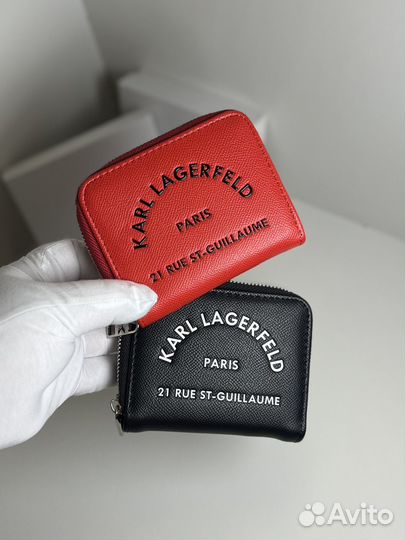 KARL LAGERFELD
PARIS
21 RUE ST-GUILLAUME
KARL LAGERFELD
PARIS
21 RUE ST-GUILLAUME
Avito